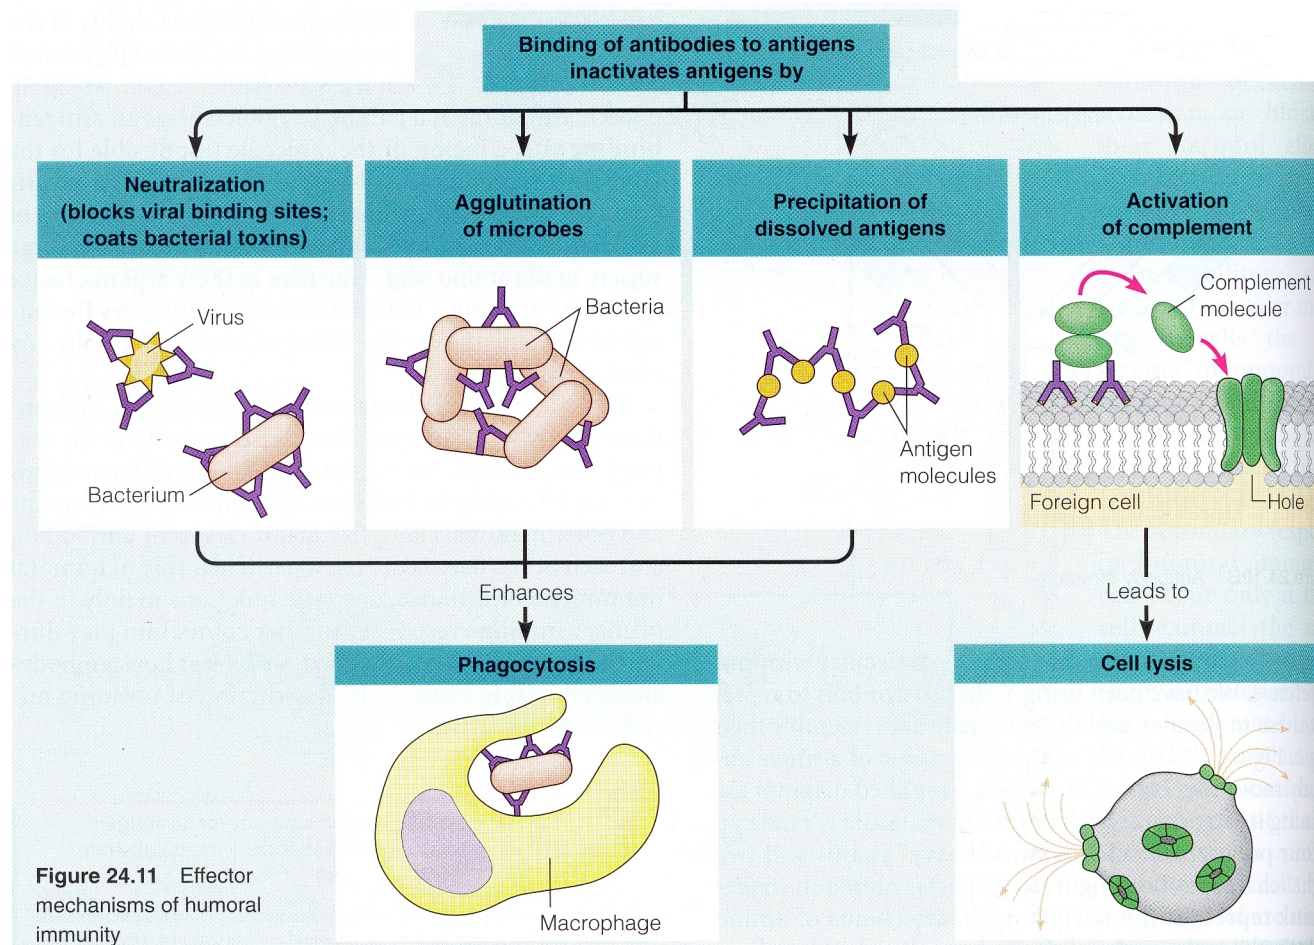 Binding of antibodies to antigens
inactivates antigens by
Neutralization
(blocks viral binding sites;
coats bacterial toxins)
Agglutination
of microbes
Precipitation of
dissolved antigens
Activation
of complement
Virus
Bacterium
Bacteria
Antigen
molecules
Complement
molecule
Foreign cell
Hole
Enhances
Leads to
Phagocytosis
Cell lysis
Macrophage
Figure 24.11 Effector
mechanisms of humoral
immunity